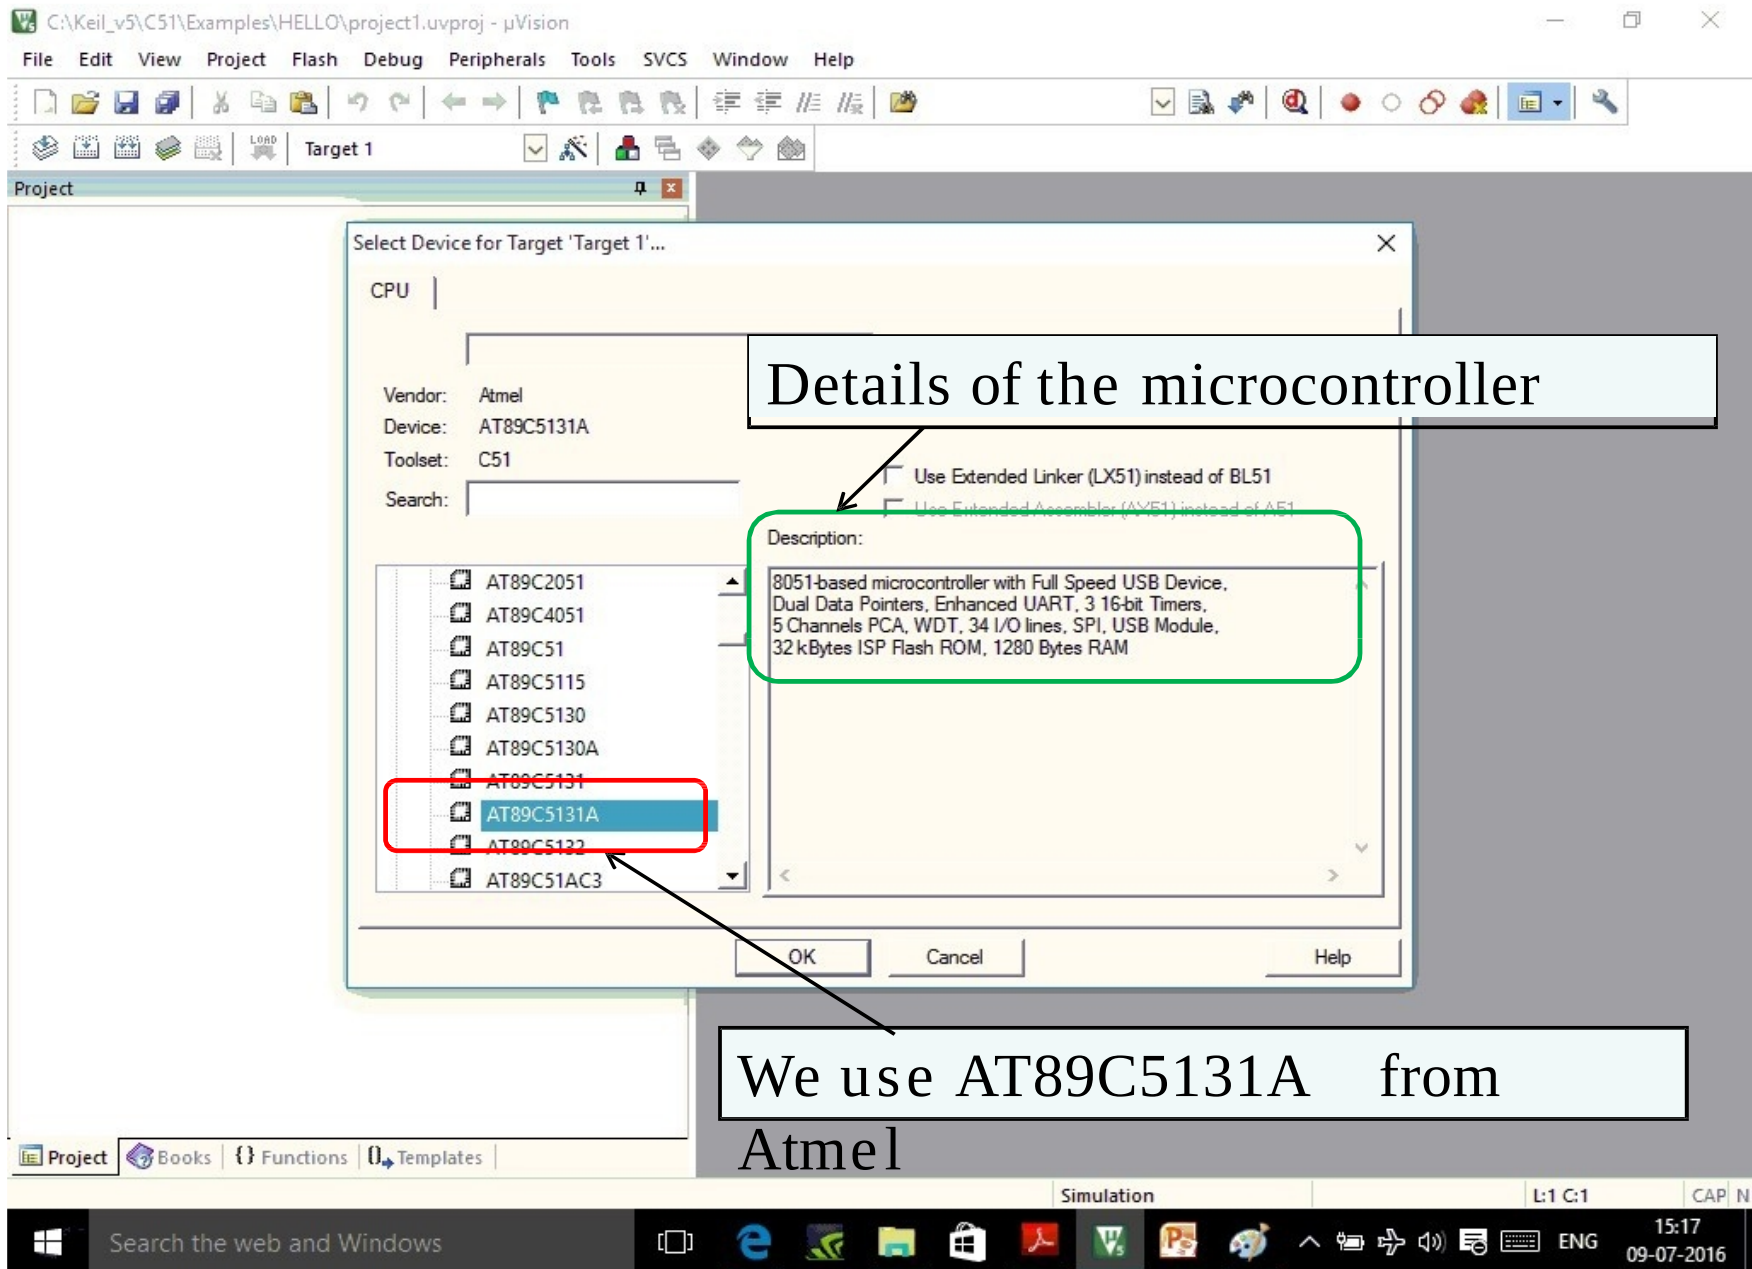 C:\Keil_v5\C51\Examples\HELLO\project1.uvproj - µVision
File Edit View Project Flash Debug Peripherals Tools SVCS Window Help
LOAD Target 1
Project
Select Device for Target 'Target 1'...
CPU
Details of the microcontroller
Vendor: Atmel
Device: AT89C5131A
Toolset: C51
Use Extended Linker (LX51) instead of BL51
Search:
Use Extended Assembler (AX51) instead of A51
Description:
AT89C2051
AT89C4051
AT89C51
AT89C5115
AT89C5130
AT89C5130A
AT89C5131
AT89C5131A
AT89C5132
AT89C51AC3
8051-based microcontroller with Full Speed USB Device,
Dual Data Pointers, Enhanced UART, 3 16-bit Timers,
5 Channels PCA, WDT, 34 I/O lines, SPI, USB Module,
32 kBytes ISP Flash ROM, 1280 Bytes RAM
OK Cancel Help
We use AT89C5131A from
Atmel
Project Books {} Functions Templates
Simulation L:1 C:1 CAP N
Search the web and Windows
ENG
15:17
09-07-2016